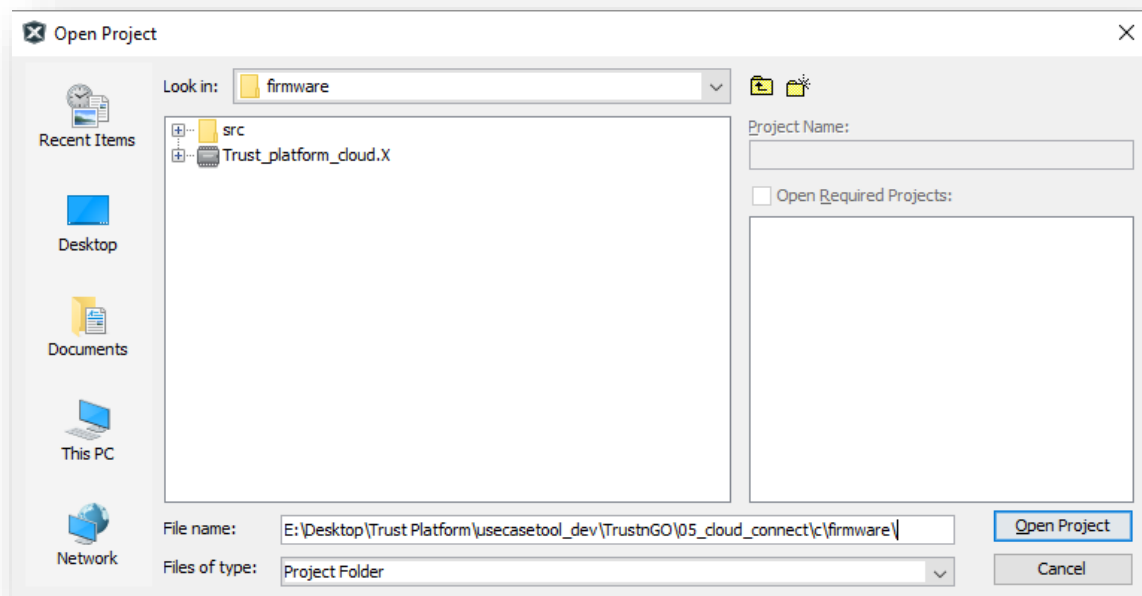 Open Project
Look in: firmware
Recent Items
Desktop
Documents
This PC
Network
src
Trust_platform_cloud.X
Project Name:
Open Required Projects:
File name: E:\Desktop\Trust Platform\usecasetool_dev\TrustnGO\05_cloud_connect\c\firmware\
Open Project
Files of type: Project Folder
Cancel